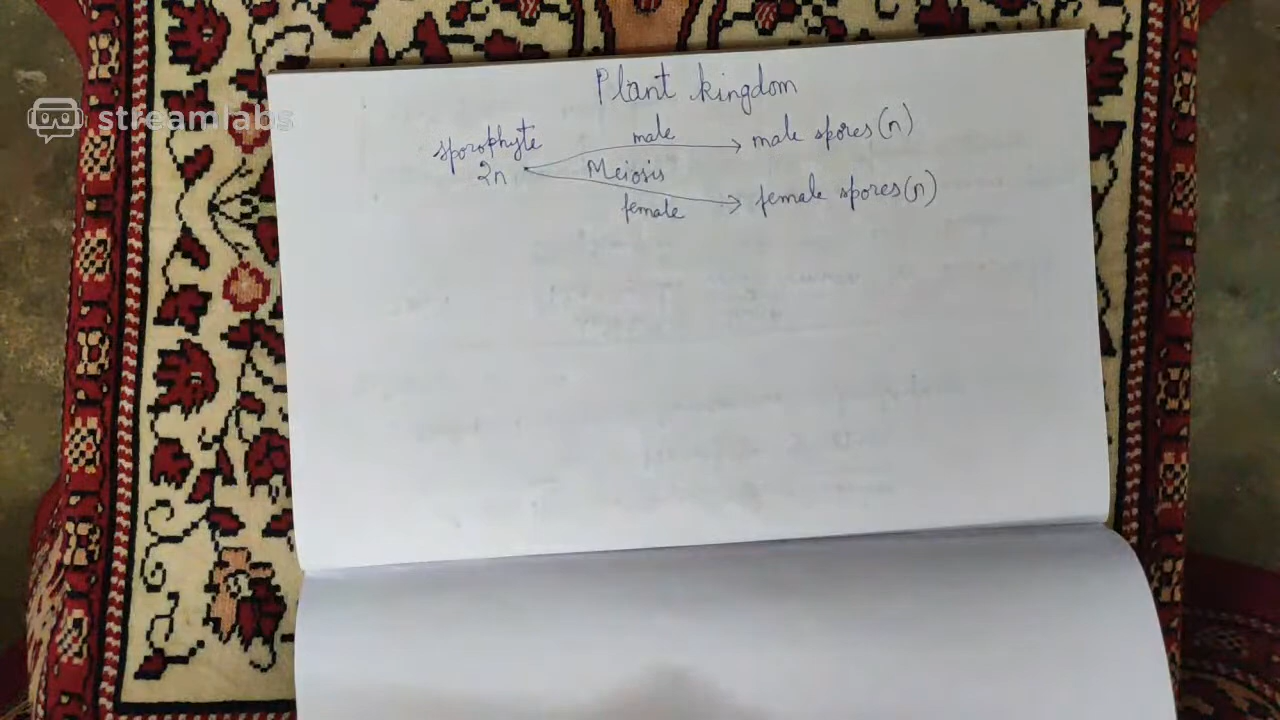 streamlabs
Plant kingdom
sporophyte
2n
male
Meiosis
female
male spores(n)
female spores(n)